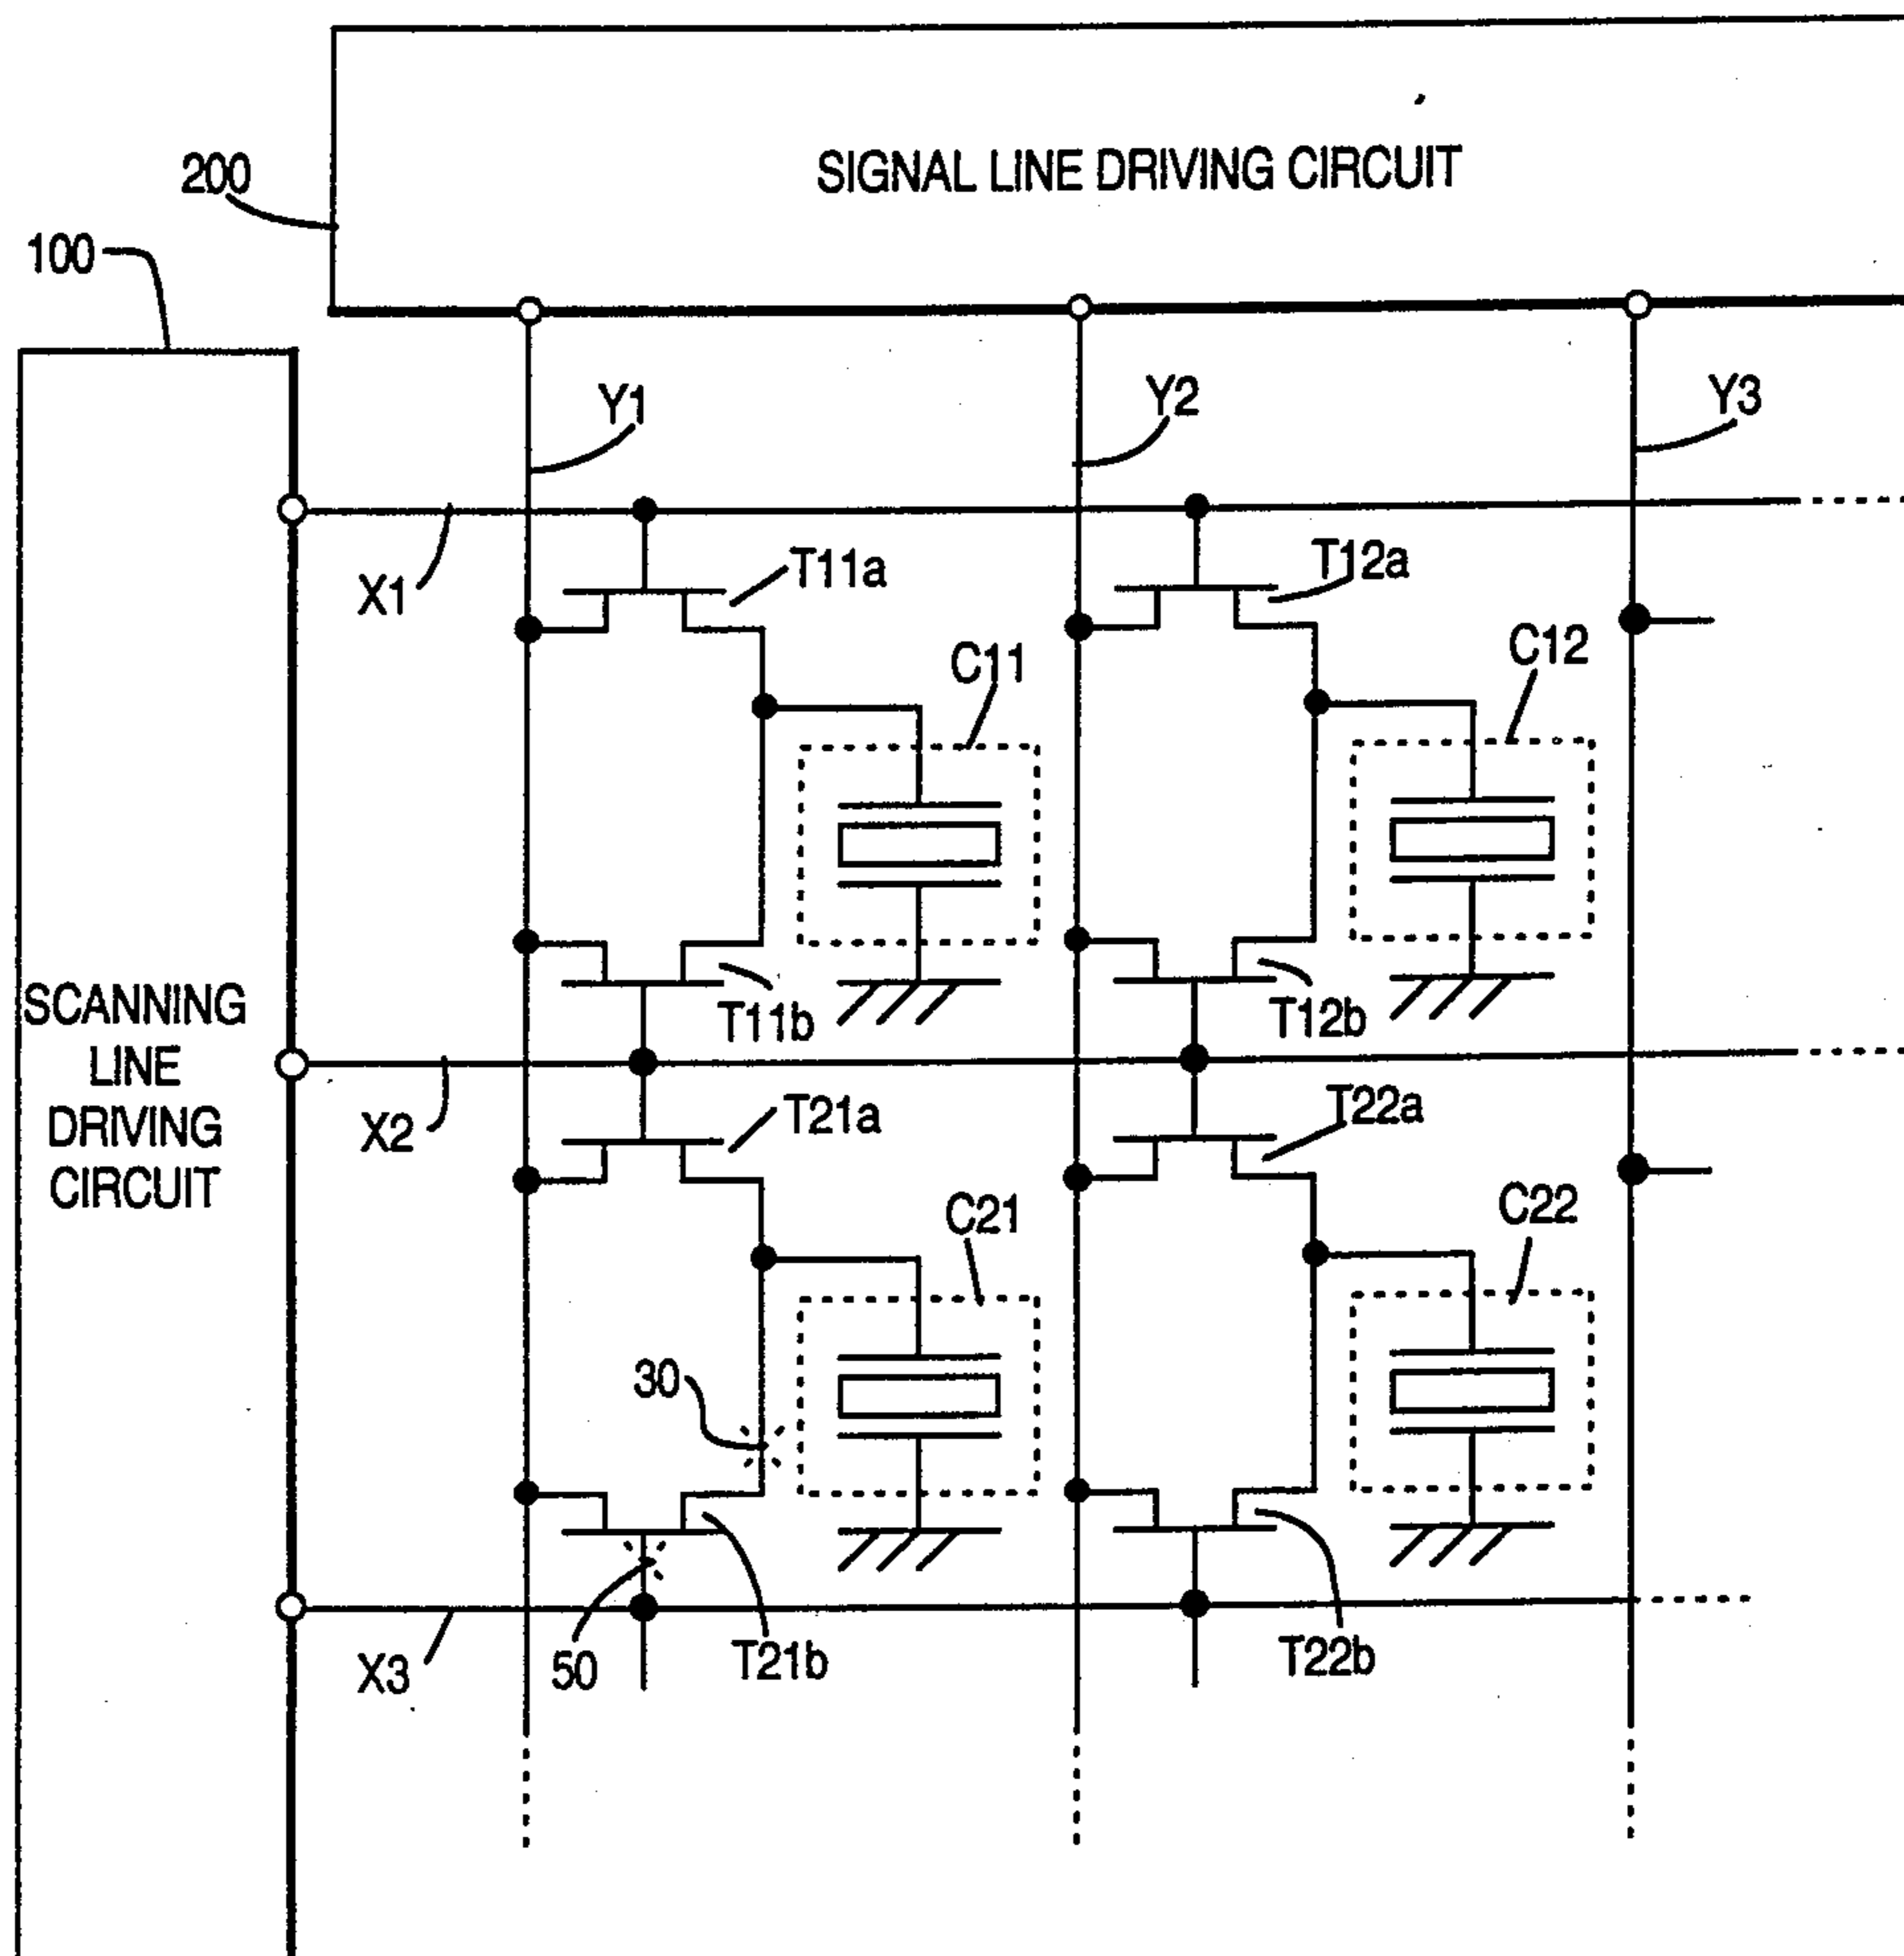 SIGNAL LINE DRIVING CIRCUIT
200
100
Y1
Y2
Y3
X1
T11a
T12a
C11
C12
T11b
T12b
SCANNING
LINE
DRIVING
CIRCUIT
X2
T21a
T22a
C21
C22
30
50
X3
T21b
T22b